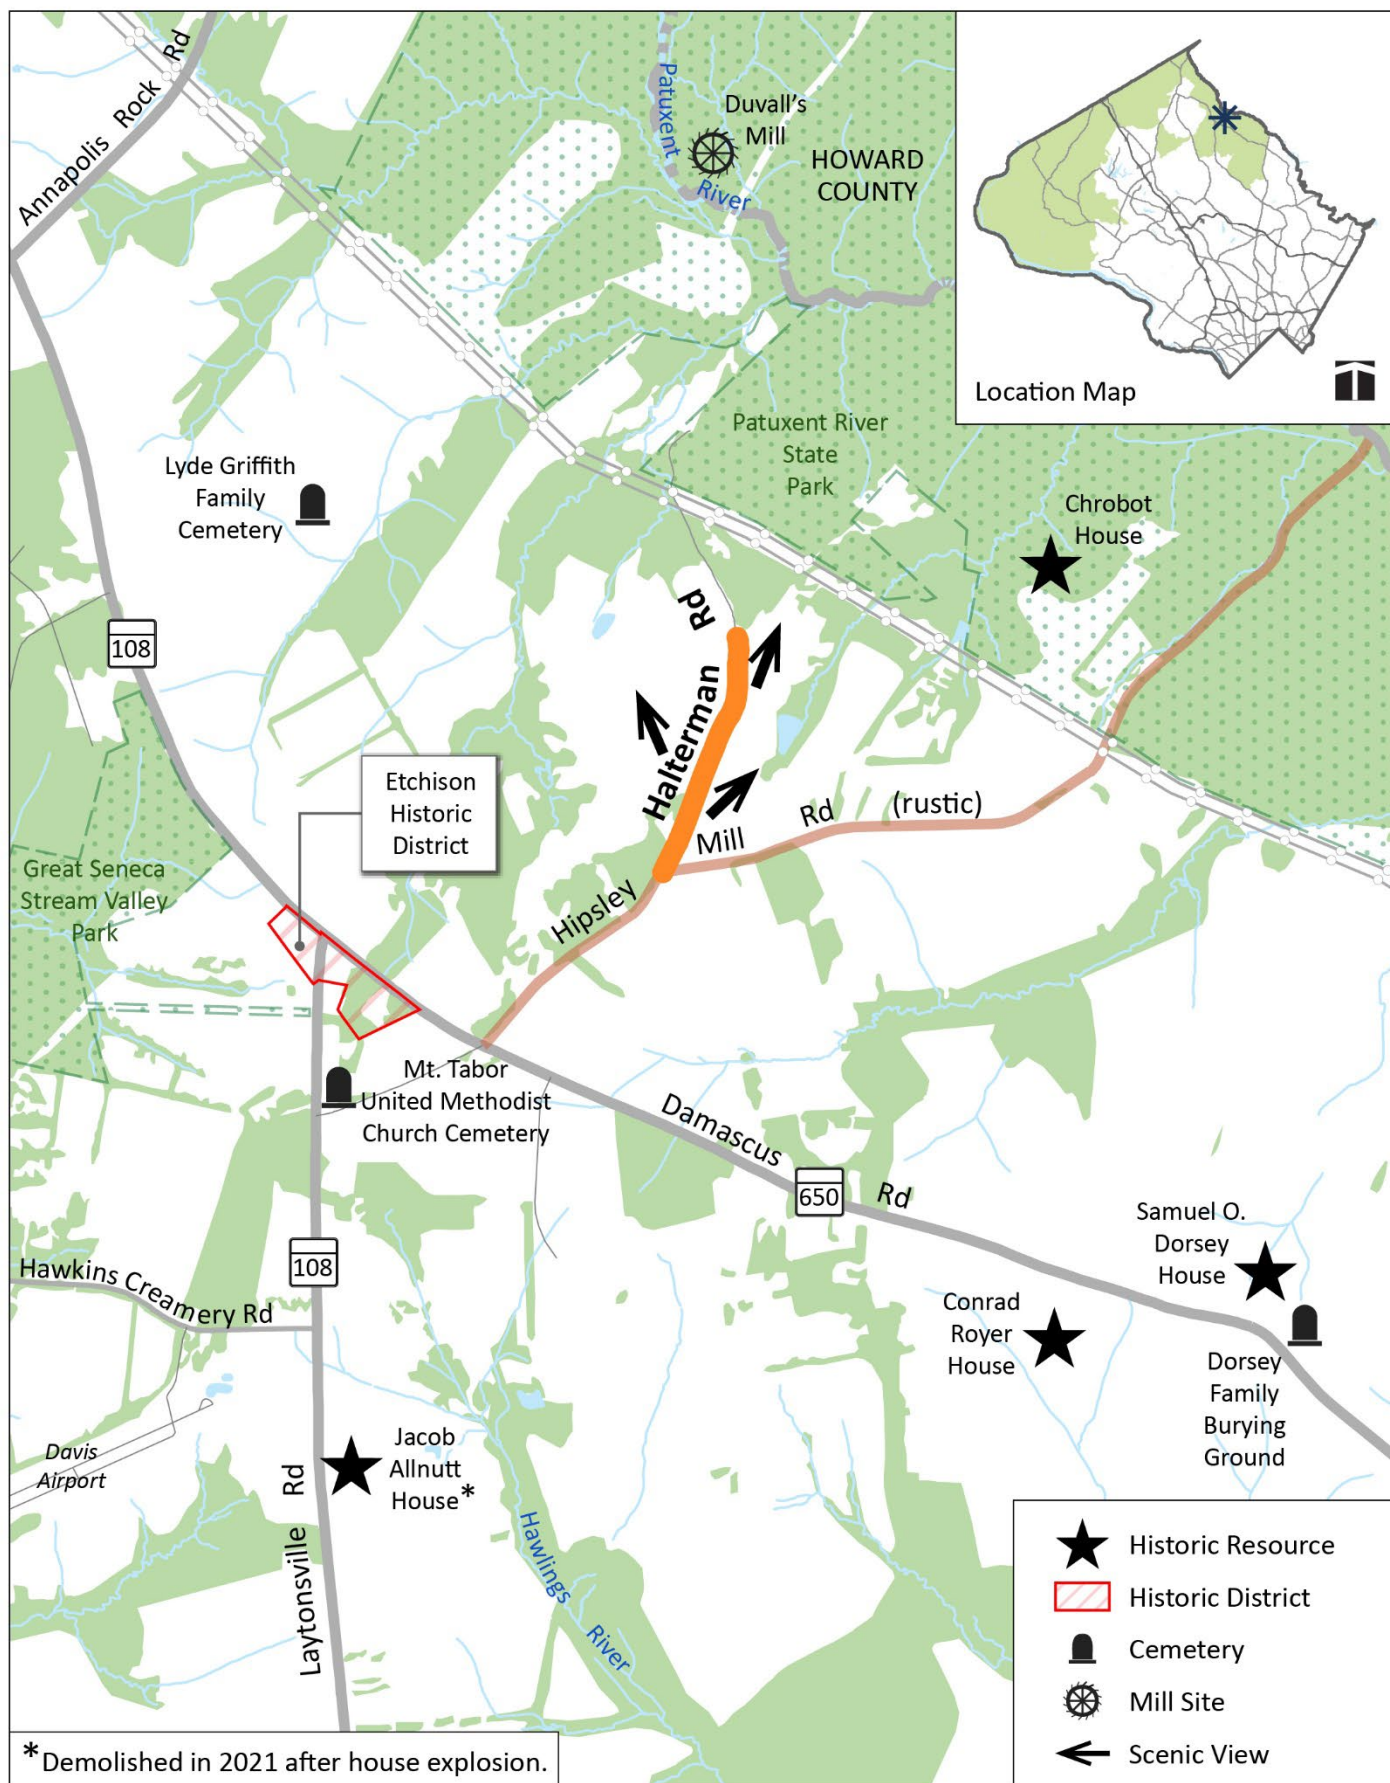 Annapolis Rock Rd
Patuxent
River
Duvall's
Mill
HOWARD
COUNTY
Location Map
Patuxent River
State
Park
Lyde Griffith
Family
Cemetery
Chrobot
House
108
Halterman Rd
Etchison
Historic
District
Hipsley Mill Rd (rustic)
Great Seneca
Stream Valley
Park
Mt. Tabor
United Methodist
Church Cemetery
Damascus Rd
650
Samuel O.
Dorsey
House
108
Hawkins Creamery Rd
Conrad
Royer
House
Dorsey
Family
Burying
Ground
Davis
Airport
Jacob
Allnutt
House*
Laytonsville Rd
Hawlings
River
Historic Resource
Historic District
Cemetery
Mill Site
Scenic View
*Demolished in 2021 after house explosion.